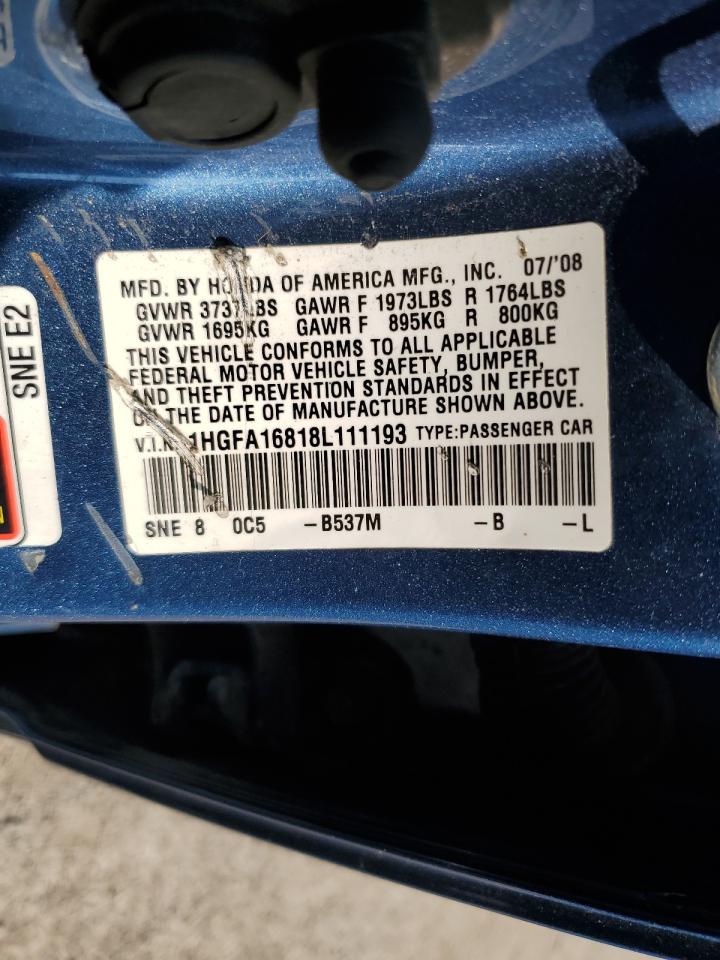 MFD. BY HONDA OF AMERICA MFG., INC. 07/'08
GVWR 3737LBS GAWR F 1973LBS R 1764LBS
GVWR 1695KG GAWR F 895KG R 800KG
THIS VEHICLE CONFORMS TO ALL APPLICABLE
FEDERAL MOTOR VEHICLE SAFETY, BUMPER,
AND THEFT PREVENTION STANDARDS IN EFFECT
ON THE DATE OF MANUFACTURE SHOWN ABOVE.
V.I.N. 1HGFA16818L111193 TYPE:PASSENGER CAR
SNE 8 0C5 -B537M -B -L
SNE E2